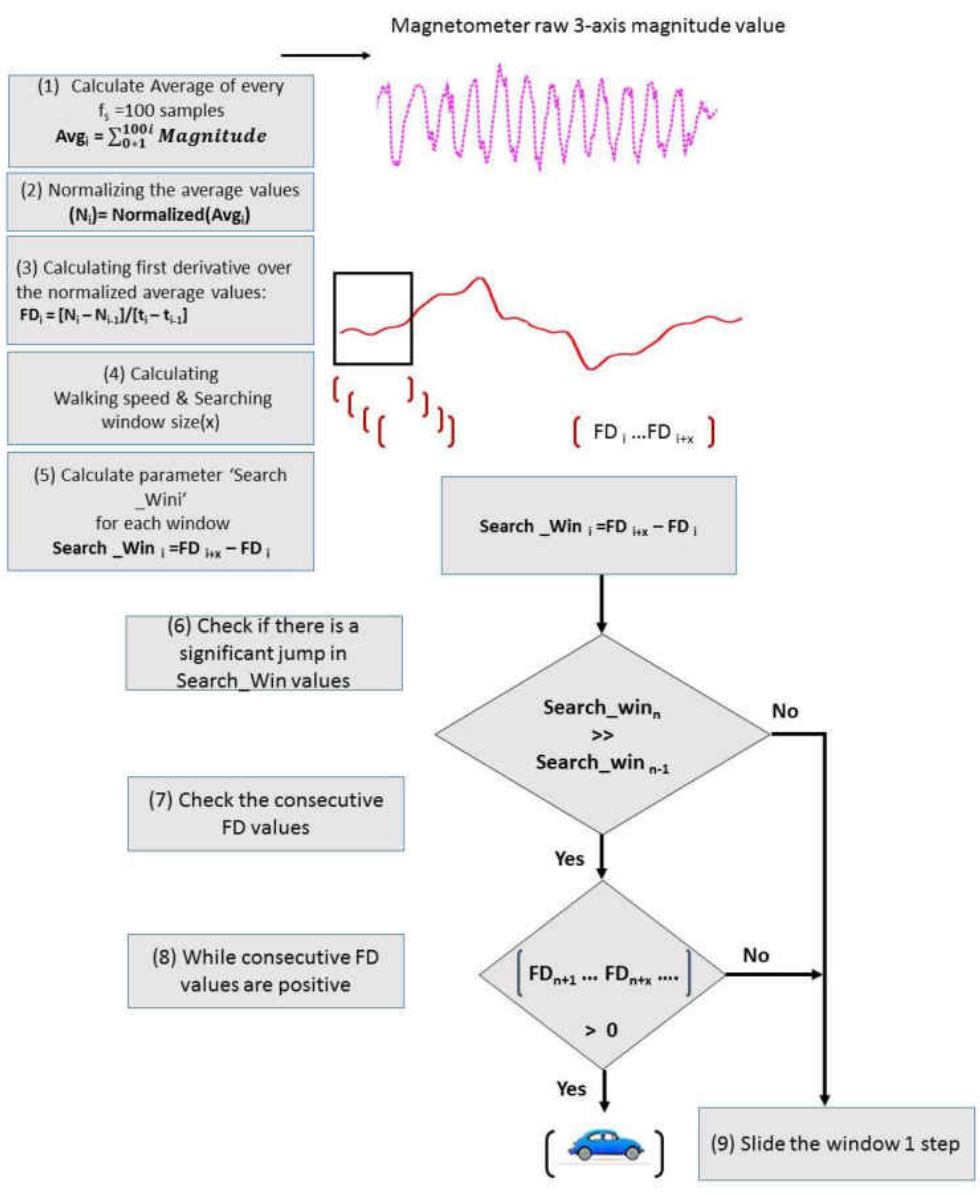 Magnetometer raw 3-axis magnitude value
(1) Calculate Average of every
fₛ =100 samples
Avgᵢ = ∑₀₊₁¹⁰⁰ⁱ Magnitude
(2) Normalizing the average values
(Nᵢ)= Normalized(Avgᵢ)
(3) Calculating first derivative over
the normalized average values:
FDᵢ = [Nᵢ – Nᵢ₋₁]/[tᵢ – tᵢ₋₁]
(4) Calculating
Walking speed & Searching
window size(x)
[ [ [ [ ] ] ] ]
[ FD ᵢ ...FD ᵢ₊ₓ ]
(5) Calculate parameter ‘Search
_Wini’
for each window
Search _Win ᵢ =FD ᵢ₊ₓ – FD ᵢ
Search _Win ᵢ =FD ᵢ₊ₓ – FD ᵢ
(6) Check if there is a
significant jump in
Search_Win values
Search_winₙ
>>
Search_win ₙ₋₁
No
(7) Check the consecutive
FD values
Yes
(8) While consecutive FD
values are positive
[ FDₙ₊₁ ... FDₙ₊ₓ .... ]
> 0
No
Yes
[ ]
(9) Slide the window 1 step